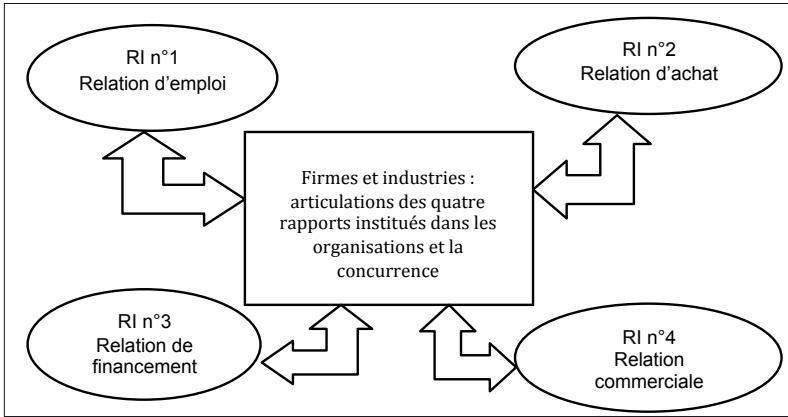 RI n°1
Relation d'emploi
RI n°2
Relation d'achat
Firmes et industries :
articulations des quatre
rapports institués dans les
organisations et la
concurrence
RI n°3
Relation de
financement
RI n°4
Relation
commerciale